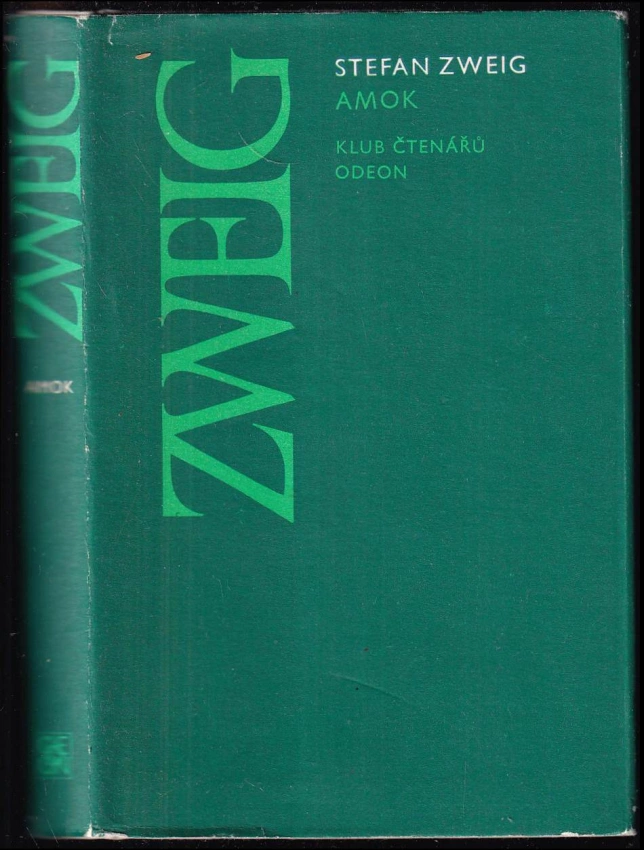 ZWEIG
AMOK
ZWEIG
STEFAN ZWEIG
AMOK
KLUB ČTENÁŘŮ
ODEON